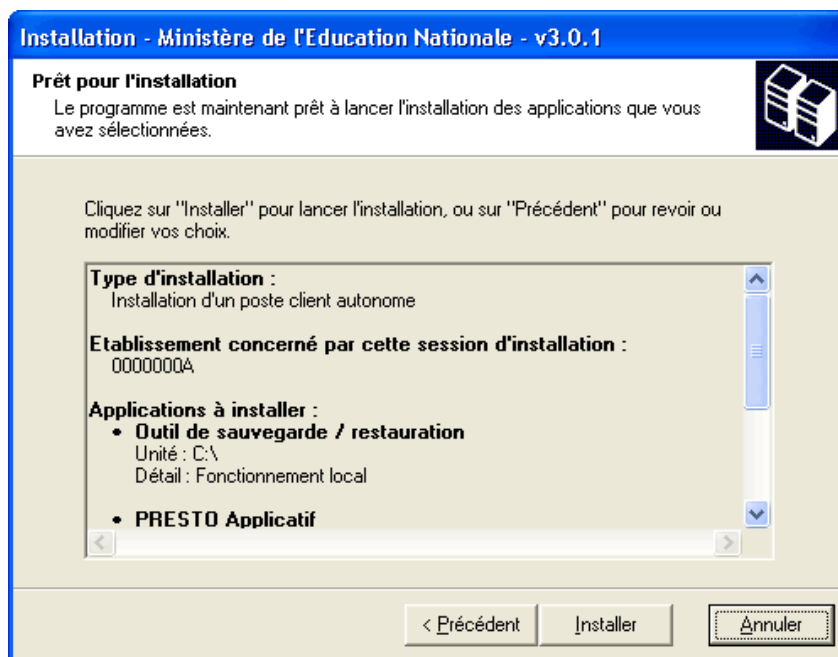 Installation - Ministère de l'Education Nationale - v3.0.1
Prêt pour l'installation
Le programme est maintenant prêt à lancer l'installation des applications que vous
avez sélectionnées.
Cliquez sur "Installer" pour lancer l'installation, ou sur "Précédent" pour revoir ou
modifier vos choix.
Type d'installation :
Installation d'un poste client autonome
Etablissement concerné par cette session d'installation :
0000000A
Applications à installer :
• Outil de sauvegarde / restauration
Unité : C:\
Détail : Fonctionnement local
• PRESTO Applicatif
< Précédent
Installer
Annuler